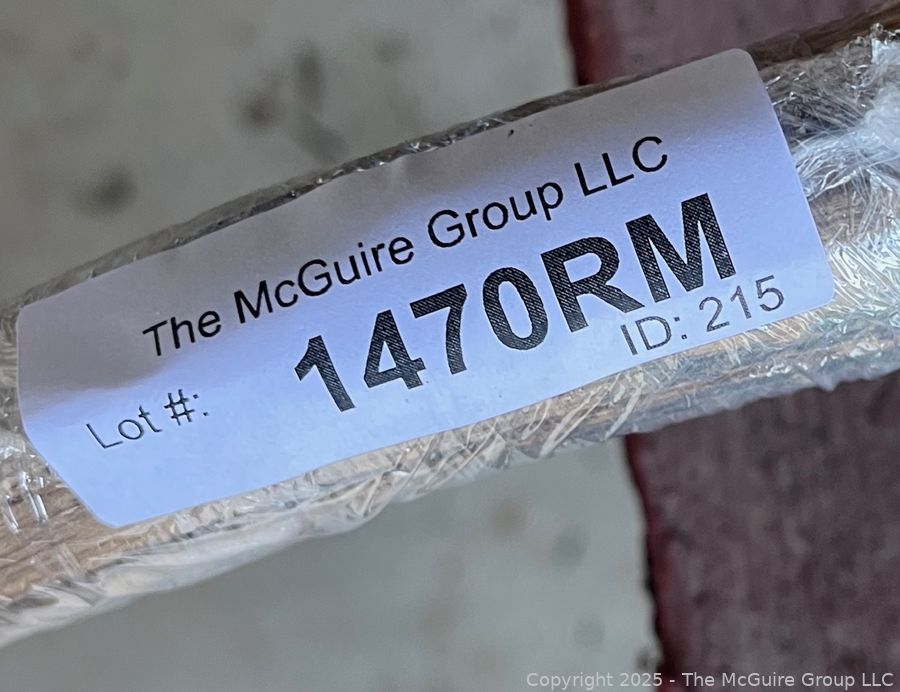 The McGuire Group LLC
Lot #: 1470RM
ID: 215
Copyright 2025 - The McGuire Group LLC